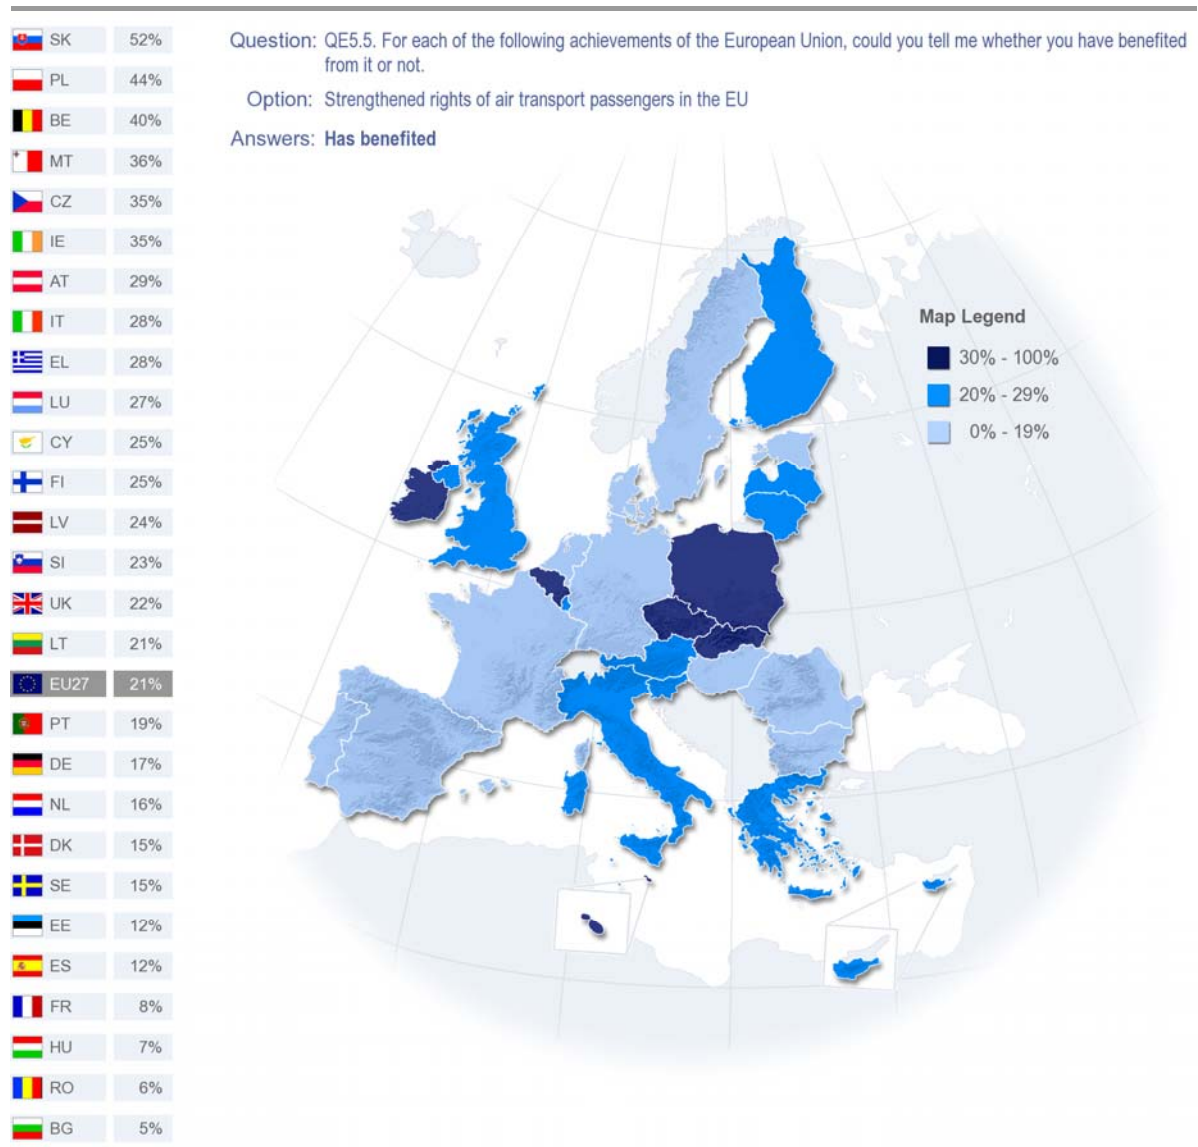 Question: QE5.5. For each of the following achievements of the European Union, could you tell me whether you have benefited
from it or not.
Option: Strengthened rights of air transport passengers in the EU
Answers: Has benefited
SK 52%
PL 44%
BE 40%
MT 36%
CZ 35%
IE 35%
AT 29%
IT 28%
EL 28%
LU 27%
CY 25%
FI 25%
LV 24%
SI 23%
UK 22%
LT 21%
EU27 21%
PT 19%
DE 17%
NL 16%
DK 15%
SE 15%
EE 12%
ES 12%
FR 8%
HU 7%
RO 6%
BG 5%
Map Legend
30% - 100%
20% - 29%
0% - 19%